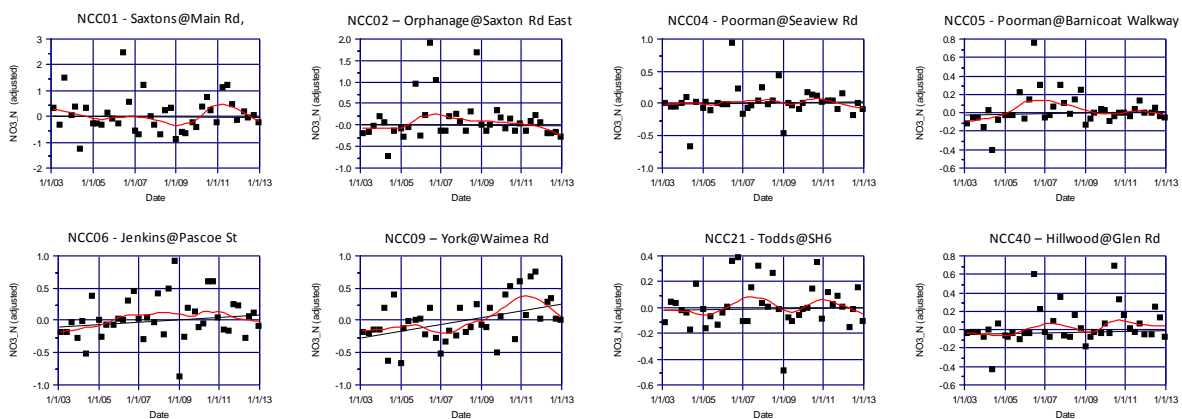 NCC01 - Saxtons@Main Rd,
NO3_N (adjusted)
3
2
1
0
-1
-2
1/1/03 1/1/05 1/1/07 1/1/09 1/1/11 1/1/13
Date
NCC02 – Orphanage@Saxton Rd East
NO3_N (adjusted)
2.0
1.5
1.0
0.5
0.0
-0.5
-1.0
1/1/03 1/1/05 1/1/07 1/1/09 1/1/11 1/1/13
Date
NCC04 - Poorman@Seaview Rd
NO3_N (adjusted)
1.0
0.5
0.0
-0.5
-1.0
1/1/03 1/1/05 1/1/07 1/1/09 1/1/11 1/1/13
Date
NCC05 - Poorman@Barnicoat Walkway
NO3_N (adjusted)
0.8
0.6
0.4
0.2
0.0
-0.2
-0.4
-0.6
1/1/03 1/1/05 1/1/07 1/1/09 1/1/11 1/1/13
Date
NCC06 - Jenkins@Pascoe St
NO3_N (adjusted)
1.0
0.5
0.0
-0.5
-1.0
1/1/03 1/1/05 1/1/07 1/1/09 1/1/11 1/1/13
Date
NCC09 – York@Waimea Rd
NO3_N (adjusted)
1.0
0.5
0.0
-0.5
-1.0
1/1/03 1/1/05 1/1/07 1/1/09 1/1/11 1/1/13
Date
NCC21 - Todds@SH6
NO3_N (adjusted)
0.4
0.2
0.0
-0.2
-0.4
-0.6
1/1/03 1/1/05 1/1/07 1/1/09 1/1/11 1/1/13
Date
NCC40 – Hillwood@Glen Rd
NO3_N (adjusted)
0.8
0.6
0.4
0.2
0.0
-0.2
-0.4
-0.6
1/1/03 1/1/05 1/1/07 1/1/09 1/1/11 1/1/13
Date